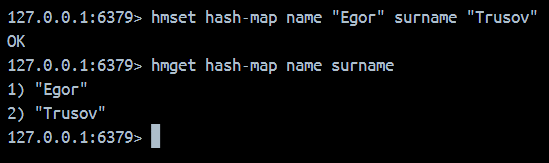 127.0.0.1:6379> hmset hash-map name "Egor" surname "Trusov"
OK
127.0.0.1:6379> hmget hash-map name surname
1) "Egor"
2) "Trusov"
127.0.0.1:6379>